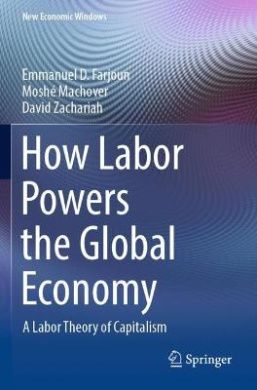 New Economic Windows
Emmanuel D. Farjoun
Moshé Machover
David Zachariah
How Labor
Powers
the Global
Economy
A Labor Theory of Capitalism
Springer